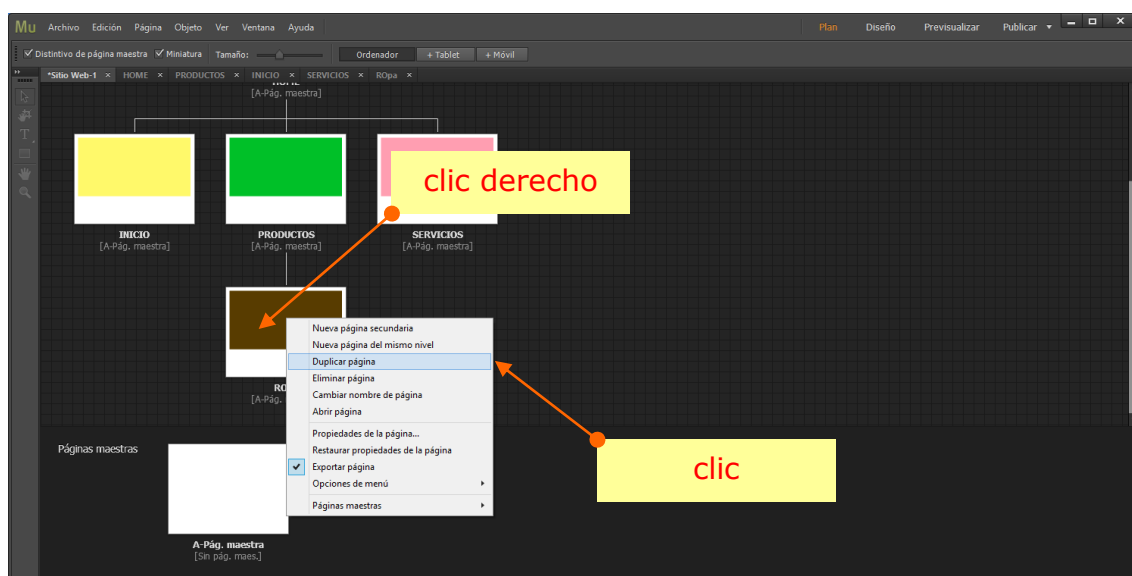 Mu Archivo Edición Página Objeto Ver Ventana Ayuda Plan Diseño Previsualizar Publicar
Distintivo de página maestra Miniatura Tamaño: Ordenador + Tablet + Móvil
*Sitio Web-1 × HOME × PRODUCTOS × INICIO × SERVICIOS × ROpa ×
HOME
[A-Pág. maestra]
clic derecho
INICIO PRODUCTOS SERVICIOS
[A-Pág. maestra] [A-Pág. maestra] [A-Pág. maestra]
Nueva página secundaria
Nueva página del mismo nivel
Duplicar página
Eliminar página
Cambiar nombre de página
Abrir página
Propiedades de la página...
Restaurar propiedades de la página
Exportar página
Opciones de menú
Páginas maestras
RO
[A-Pág.
clic
Páginas maestras
A-Pág. maestra
[Sin pág. maes.]